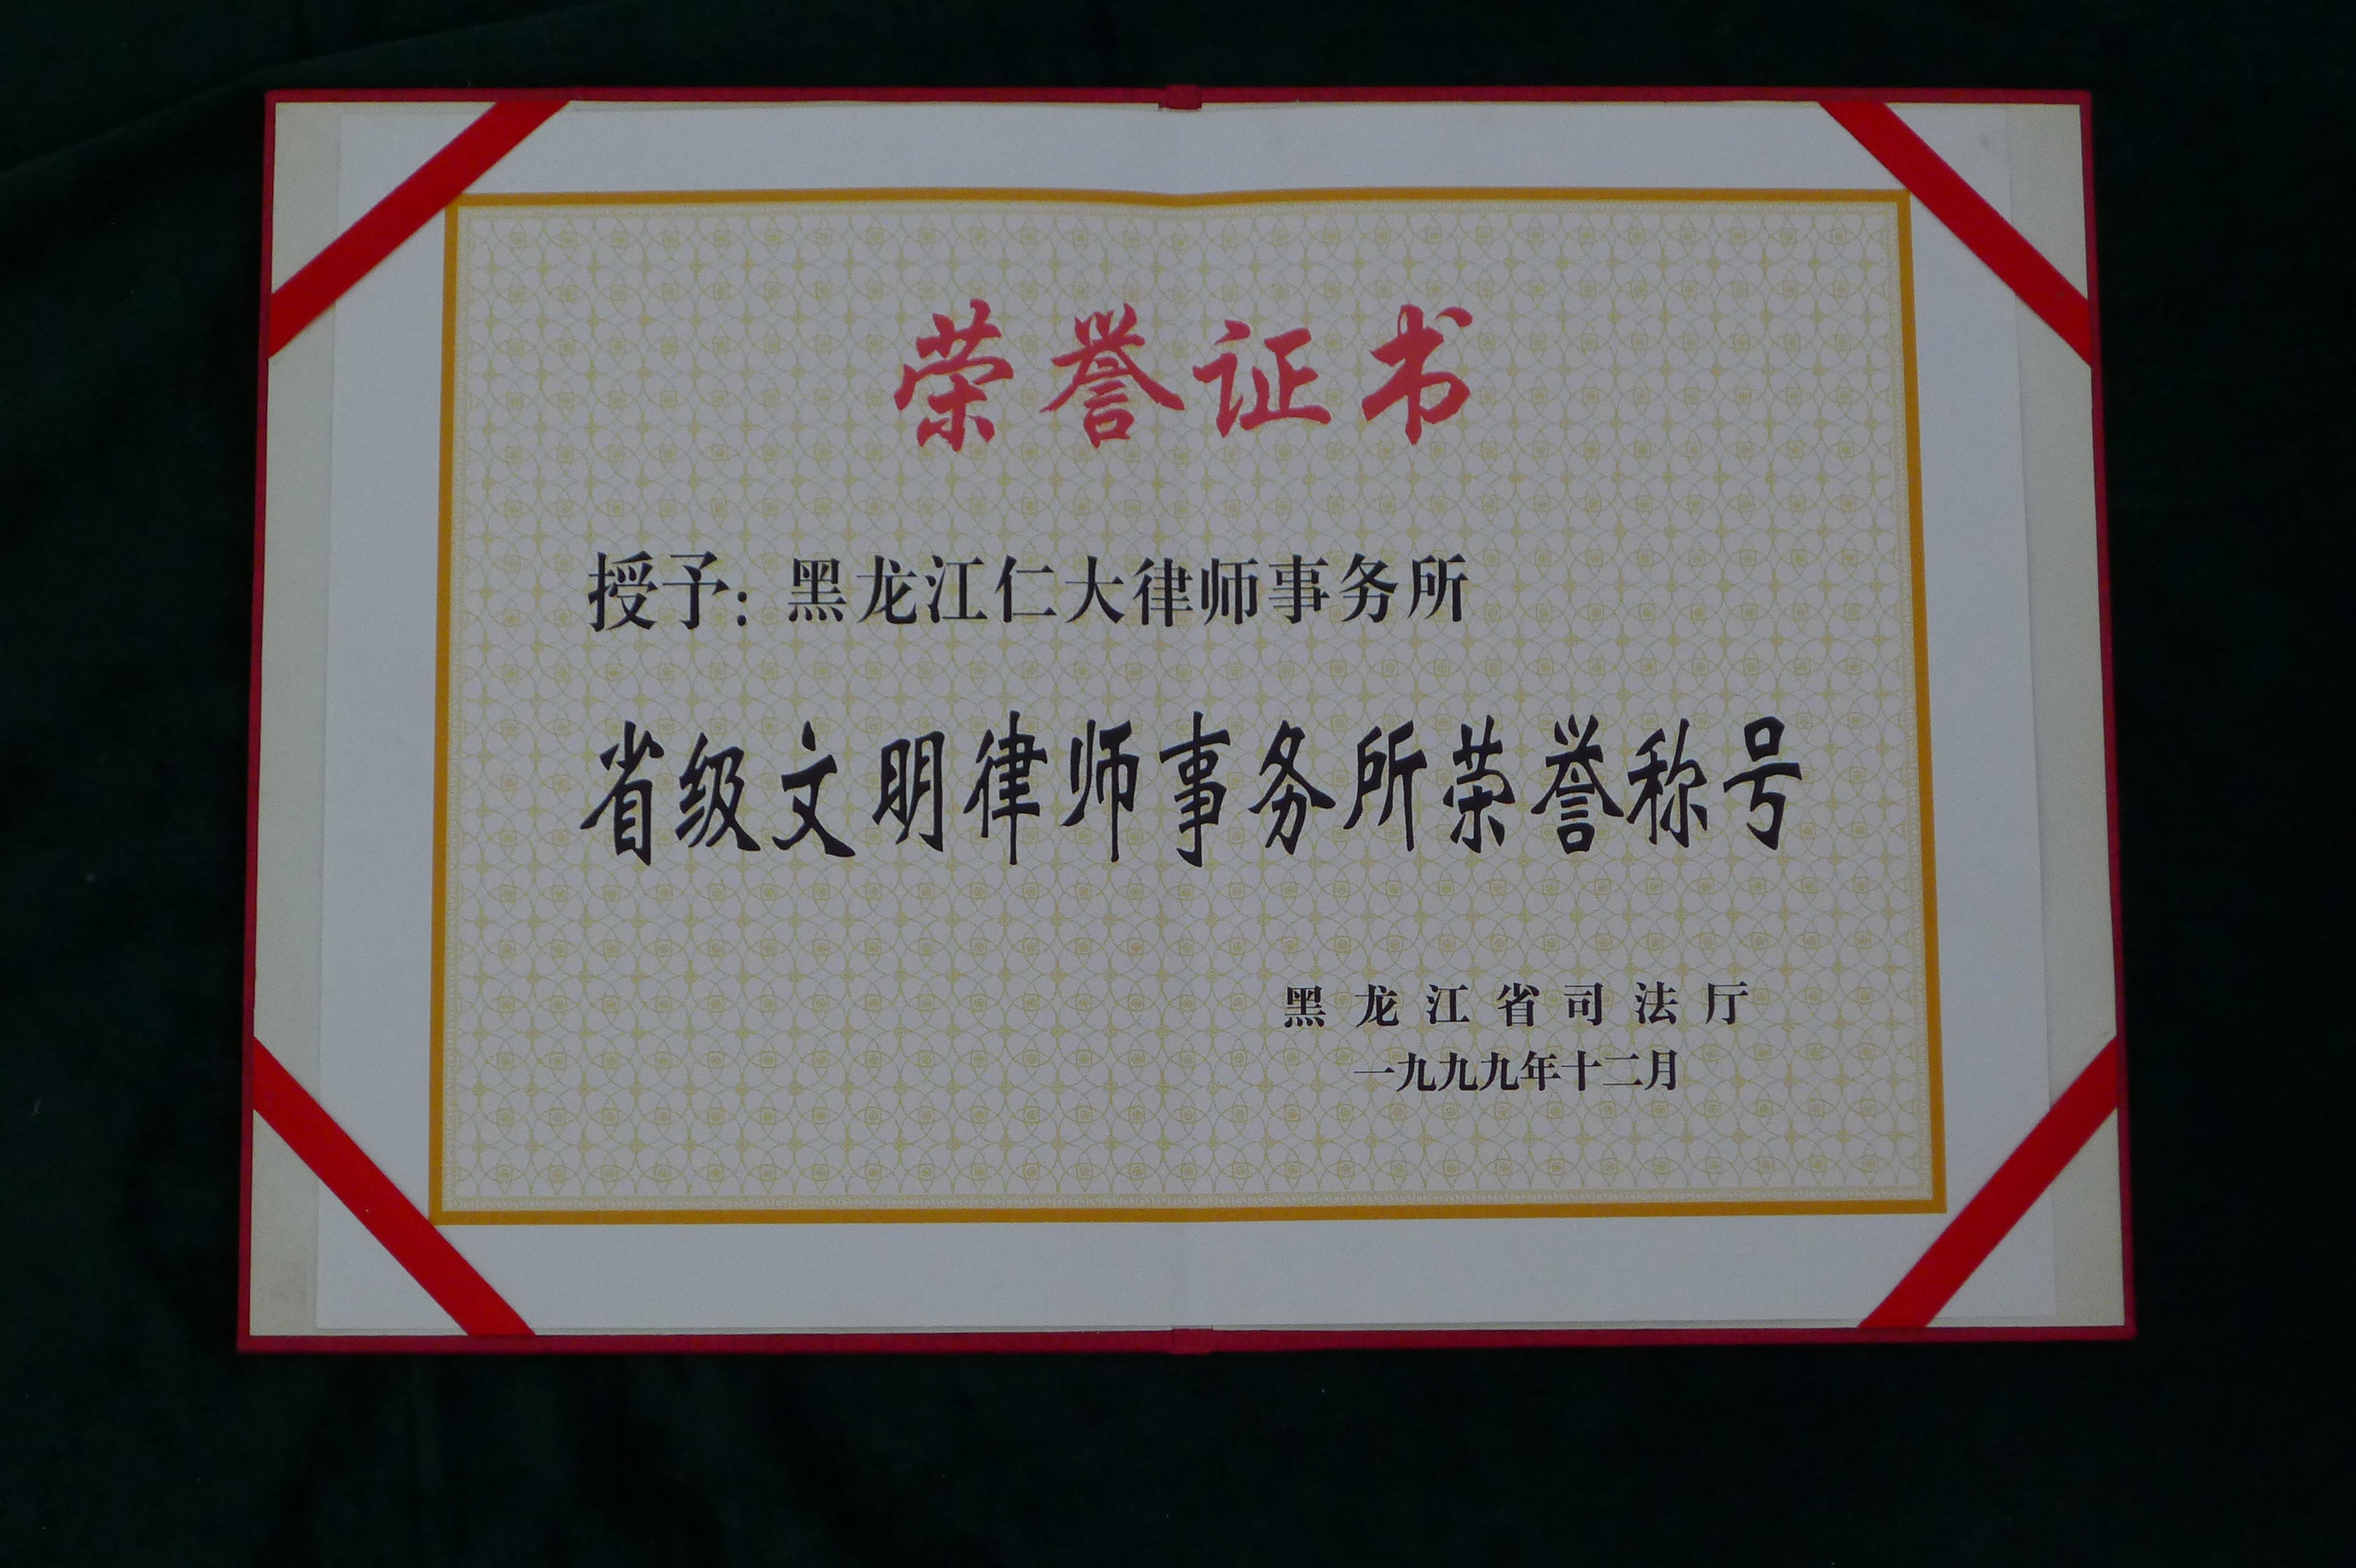 荣誉证书
授予：黑龙江仁大律师事务所
省级文明律师事务所荣誉称号
黑龙江省司法厅
一九九九年十二月